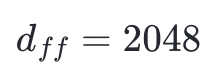 d_{ff} = 2048